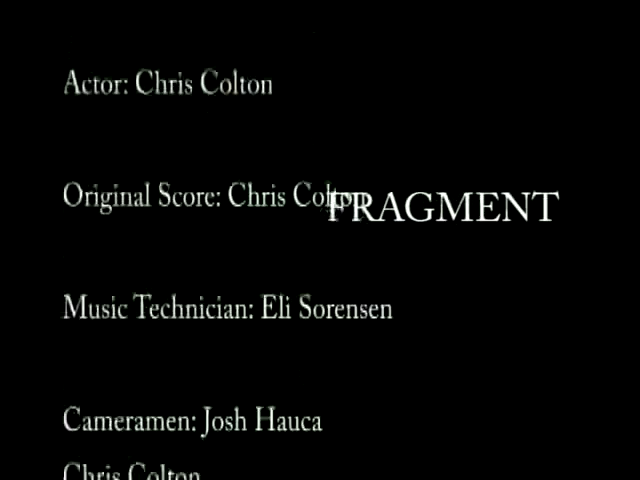 Actor: Chris Colton
Original Score: Chris Colton
FRAGMENT
Music Technician: Eli Sorensen
Cameramen: Josh Hauca
Chris Colton